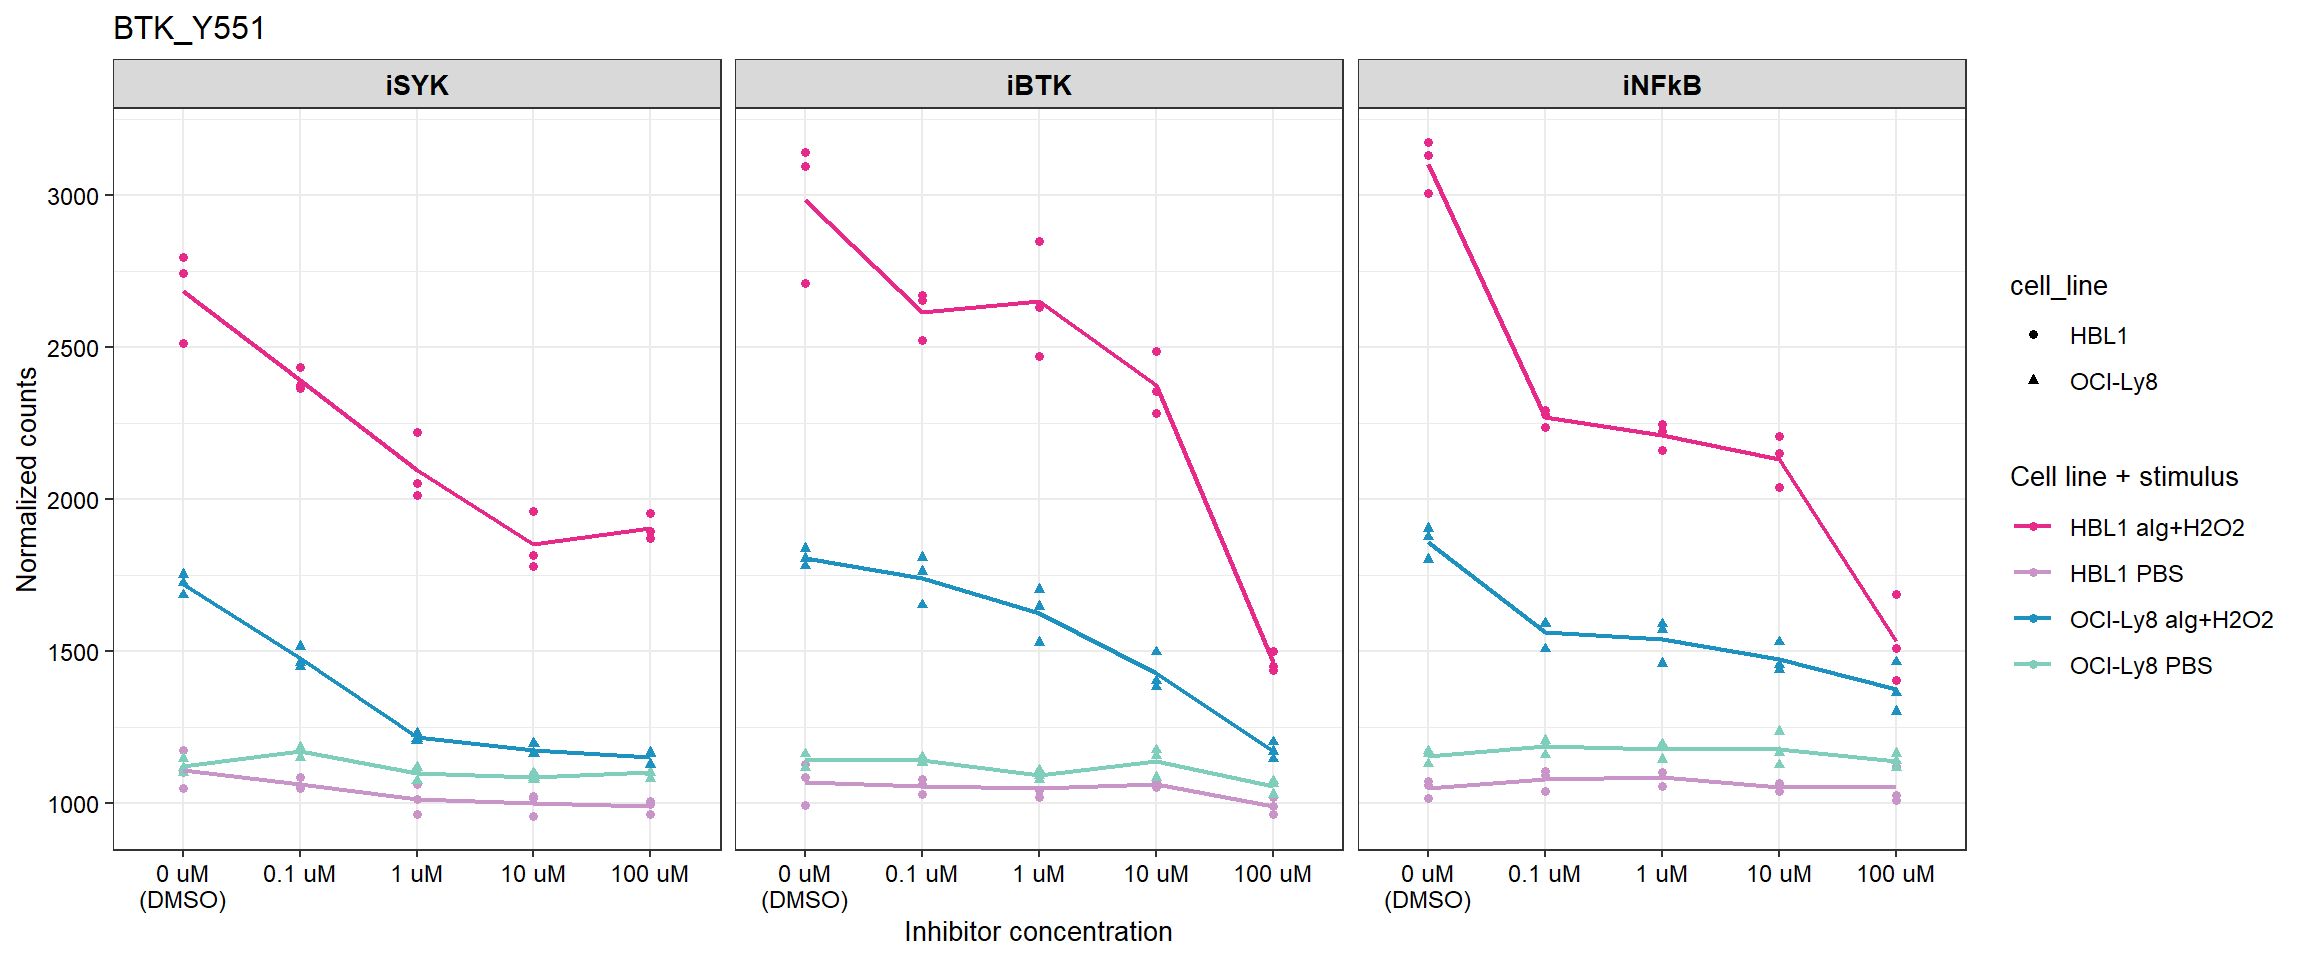 BTK_Y551
iSYK
iBTK
iNFkB
Normalized counts
3000
2500
2000
1500
1000
0 uM
(DMSO)
0.1 uM
1 uM
10 uM
100 uM
0 uM
(DMSO)
0.1 uM
1 uM
10 uM
100 uM
0 uM
(DMSO)
0.1 uM
1 uM
10 uM
100 uM
Inhibitor concentration
cell_line
HBL1
OCI-Ly8
Cell line + stimulus
HBL1 aIg+H2O2
HBL1 PBS
OCI-Ly8 aIg+H2O2
OCI-Ly8 PBS